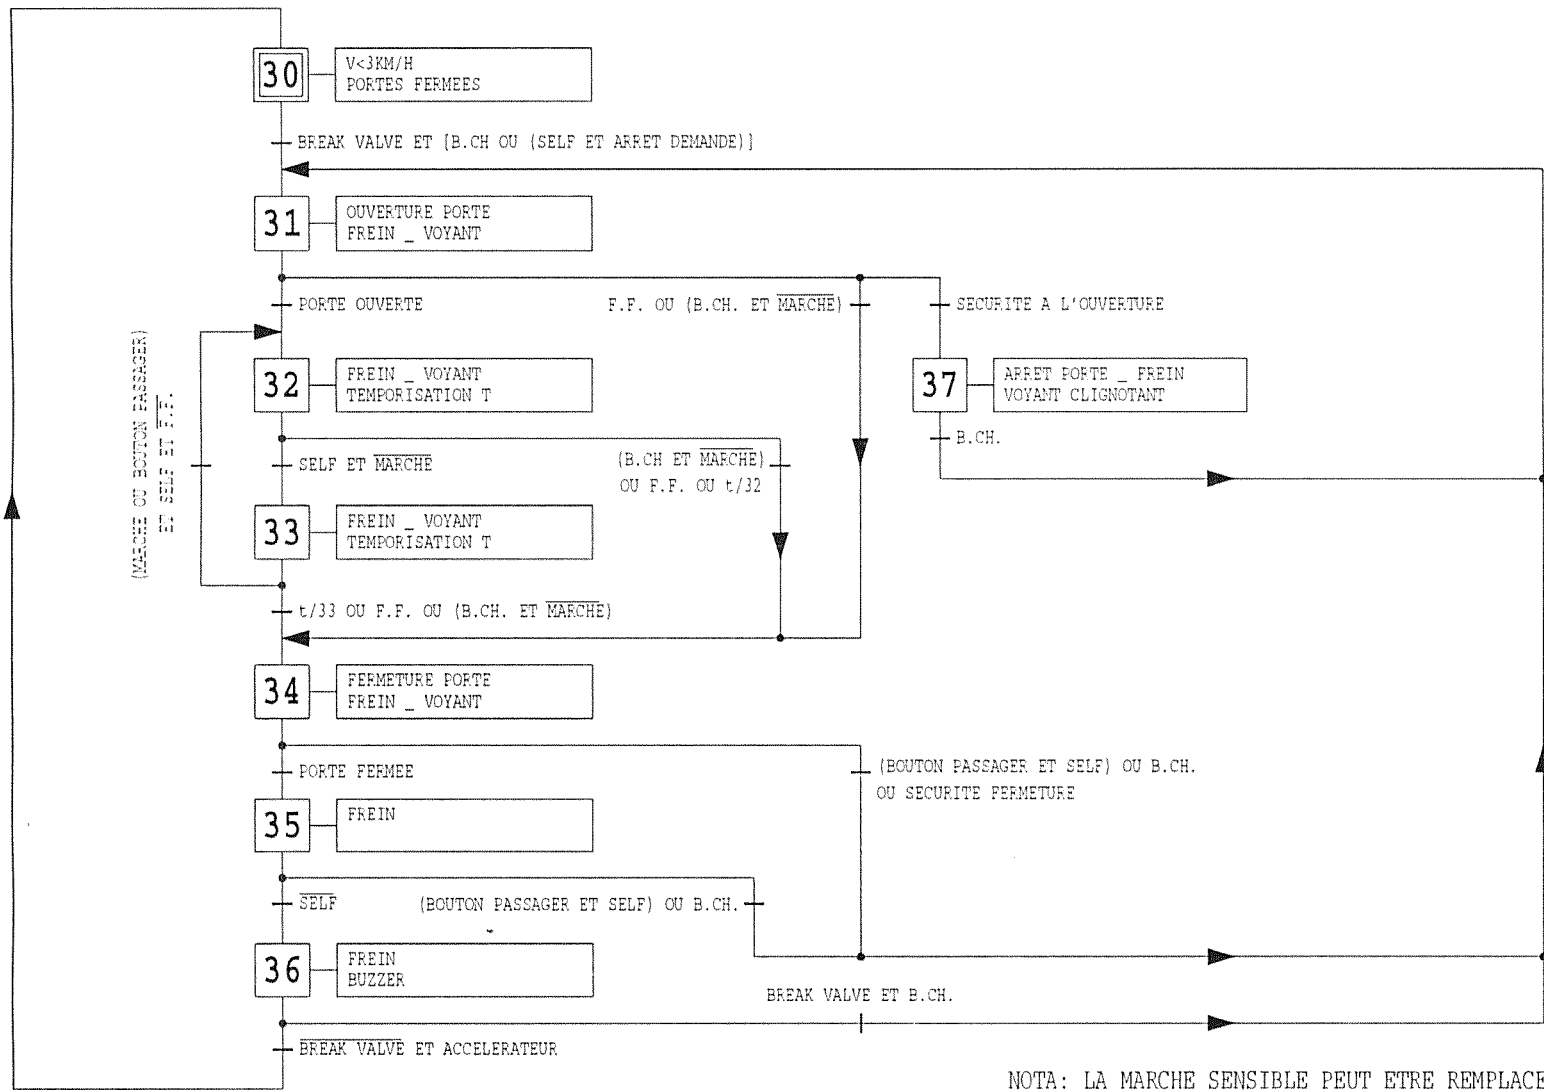 30
V<3KM/H
PORTES FERMEES
BREAK VALVE ET [B.CH OU (SELF ET ARRET DEMANDE)]
31
OUVERTURE PORTE
FREIN _ VOYANT
PORTE OUVERTE
F.F. OU (B.CH. ET MARCHE)
SECURITE A L'OUVERTURE
(MARCHE OU BOUTON PASSAGER)
ET SELF ET F.F.
32
FREIN _ VOYANT
TEMPORISATION T
37
ARRET PORTE _ FREIN
VOYANT CLIGNOTANT
B.CH.
SELF ET MARCHE
(B.CH ET MARCHE)
OU F.F. OU t/32
33
FREIN _ VOYANT
TEMPORISATION T
t/33 OU F.F. OU (B.CH. ET MARCHE)
34
FERMETURE PORTE
FREIN _ VOYANT
PORTE FERMEE
(BOUTON PASSAGER ET SELF) OU B.CH.
OU SECURITE FERMETURE
35
FREIN
SELF
(BOUTON PASSAGER ET SELF) OU B.CH.
36
FREIN
BUZZER
BREAK VALVE ET B.CH.
BREAK VALVE ET ACCELERATEUR
NOTA: LA MARCHE SENSIBLE PEUT ETRE REMPLACE